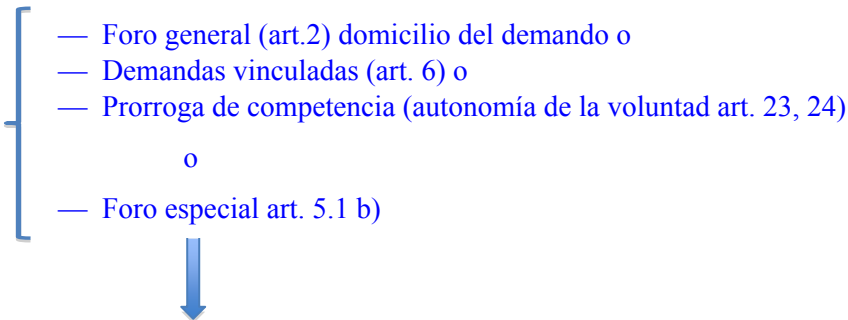 — Foro general (art.2) domicilio del demando o
— Demandas vinculadas (art. 6) o
— Prorroga de competencia (autonomía de la voluntad art. 23, 24)
o
— Foro especial art. 5.1 b)